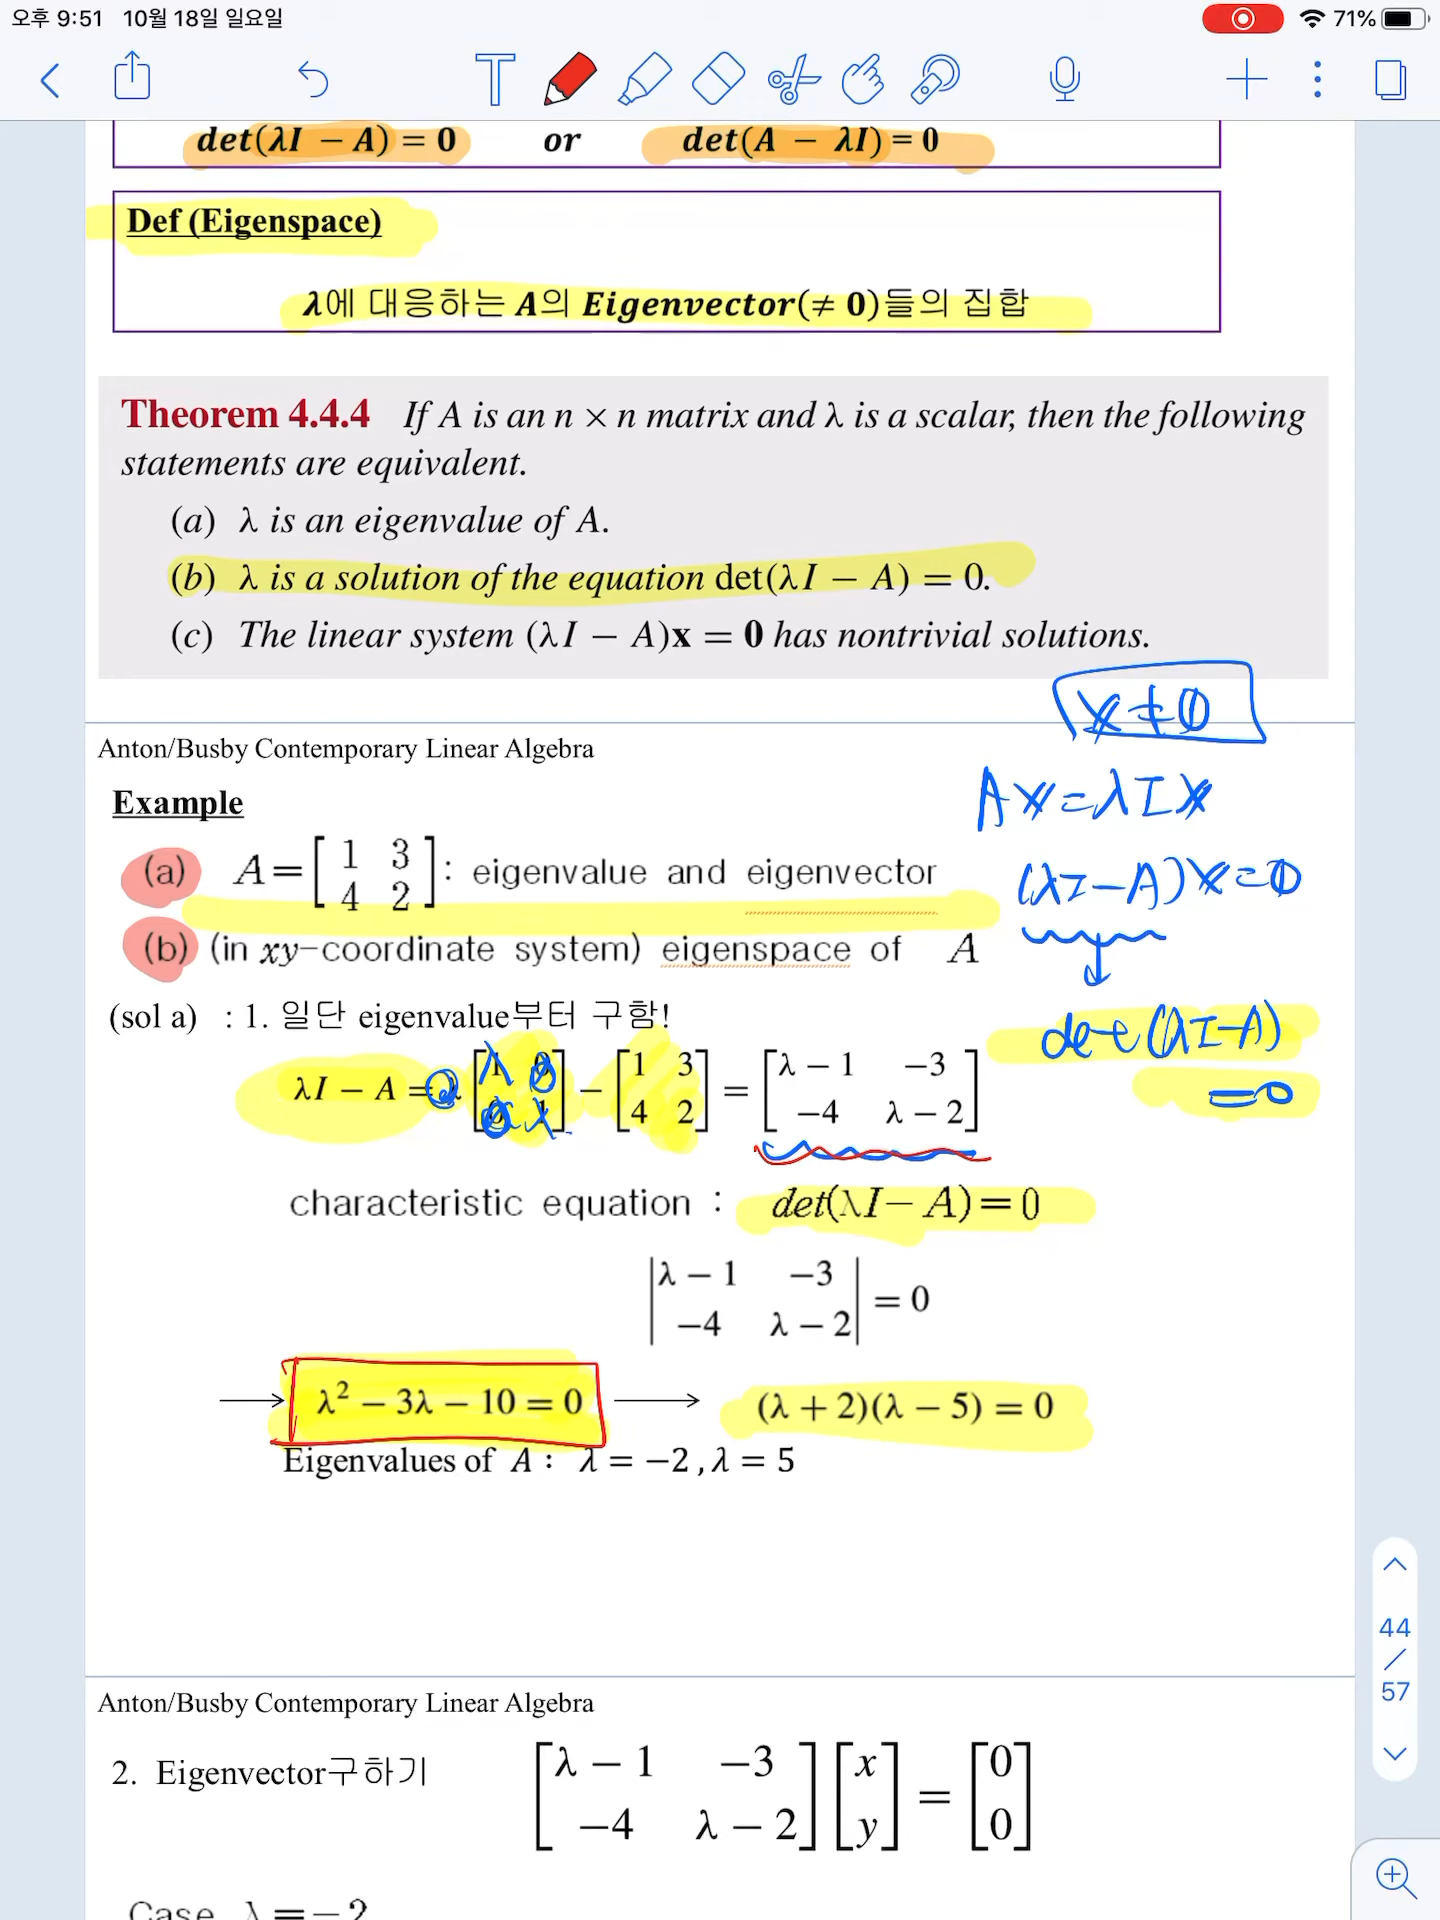 오후 9:51 10월 18일 일요일 71%
T
det(λI − A) = 0 or det(A − λI) = 0
Def (Eigenspace)
λ에 대응하는 A의 Eigenvector(≠ 0)들의 집합
Theorem 4.4.4 If A is an n × n matrix and λ is a scalar, then the following
statements are equivalent.
(a) λ is an eigenvalue of A.
(b) λ is a solution of the equation det(λI − A) = 0.
(c) The linear system (λI − A)x = 0 has nontrivial solutions.
x ≠ 0
Anton/Busby Contemporary Linear Algebra
Ax = λIx
Example
(a) A = [1 3
4 2] : eigenvalue and eigenvector
(λI − A)x = 0
(b) (in xy-coordinate system) eigenspace of A
(sol a) : 1. 일단 eigenvalue부터 구함!
det(λI − A)
= 0
λI − A = λ [λ 0
0 λ] − [1 3
4 2] = [λ − 1 −3
−4 λ − 2]
characteristic equation : det(λI − A) = 0
|λ − 1 −3
−4 λ − 2| = 0
→ λ² − 3λ − 10 = 0 → (λ + 2)(λ − 5) = 0
Eigenvalues of A : λ = −2 , λ = 5
44
/
57
Anton/Busby Contemporary Linear Algebra
2. Eigenvector구하기 [λ − 1 −3
−4 λ − 2] [x
y] = [0
0]
Case λ = −2